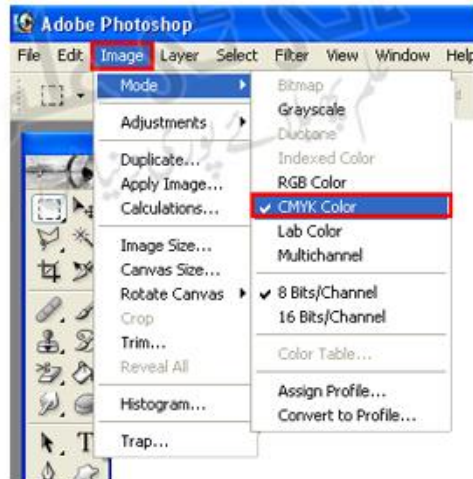 Adobe Photoshop
File Edit Image Layer Select Filter View Window Help
Mode
Adjustments
Duplicate...
Apply Image...
Calculations...
Image Size...
Canvas Size...
Rotate Canvas
Crop
Trim...
Reveal All
Histogram...
Trap...
Bitmap
Grayscale
Duotone
Indexed Color
RGB Color
CMYK Color
Lab Color
Multichannel
8 Bits/Channel
16 Bits/Channel
Color Table...
Assign Profile...
Convert to Profile...